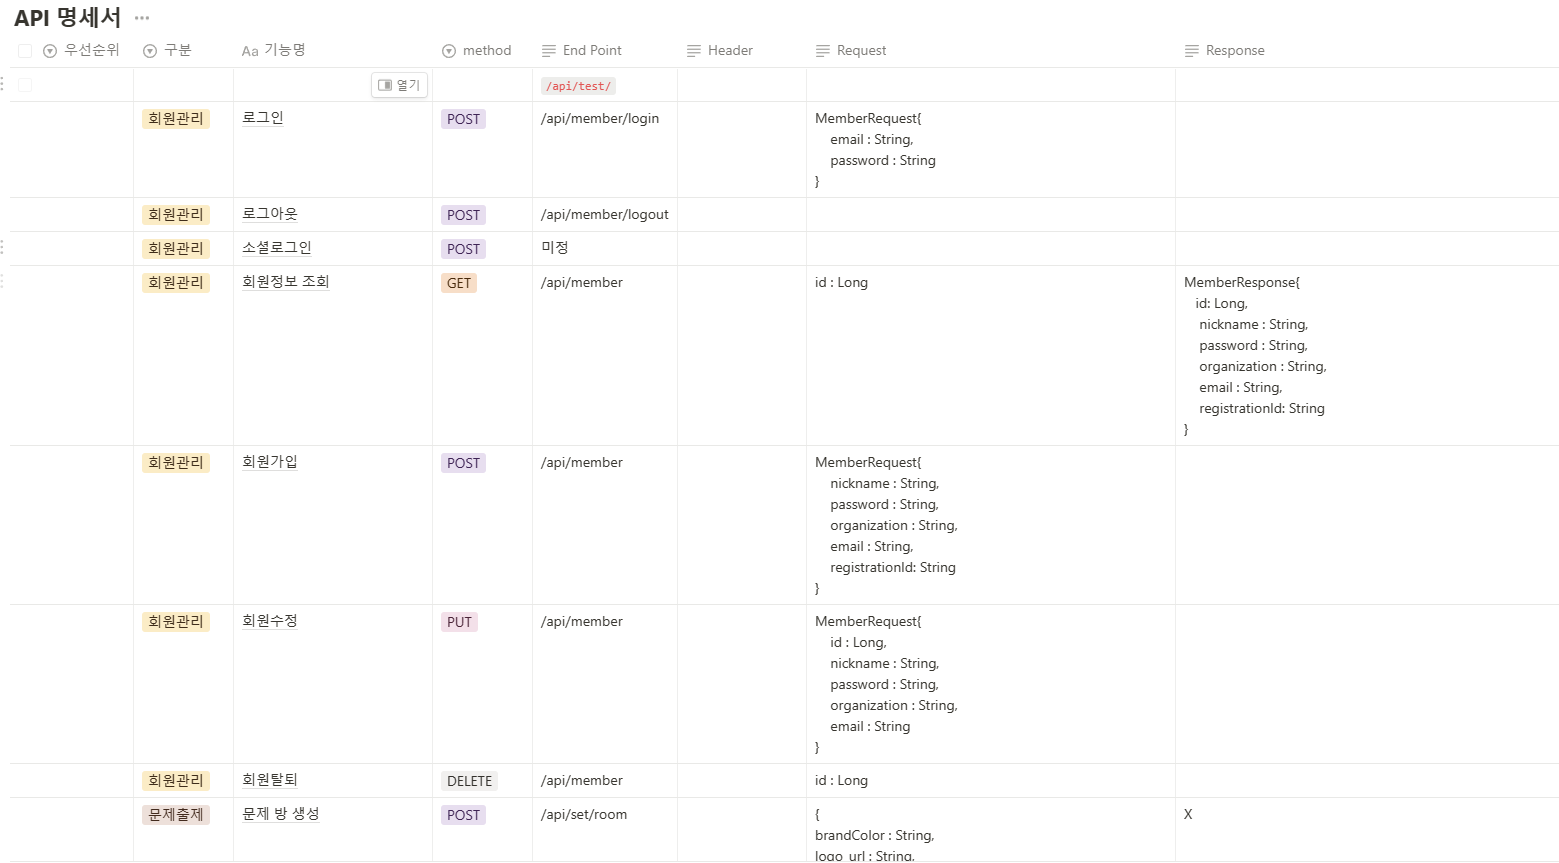 API 명세서 ···
우선순위 구분 Aa 기능명 method End Point Header Request Response
열기 /api/test/
회원관리 로그인 POST /api/member/login MemberRequest{
email : String,
password : String
}
회원관리 로그아웃 POST /api/member/logout
회원관리 소셜로그인 POST 미정
회원관리 회원정보 조회 GET /api/member id : Long MemberResponse{
id: Long,
nickname : String,
password : String,
organization : String,
email : String,
registrationId: String
}
회원관리 회원가입 POST /api/member MemberRequest{
nickname : String,
password : String,
organization : String,
email : String,
registrationId: String
}
회원관리 회원수정 PUT /api/member MemberRequest{
id : Long,
nickname : String,
password : String,
organization : String,
email : String
}
회원관리 회원탈퇴 DELETE /api/member id : Long
문제출제 문제 방 생성 POST /api/set/room { X
brandColor : String,
logo_url : String,